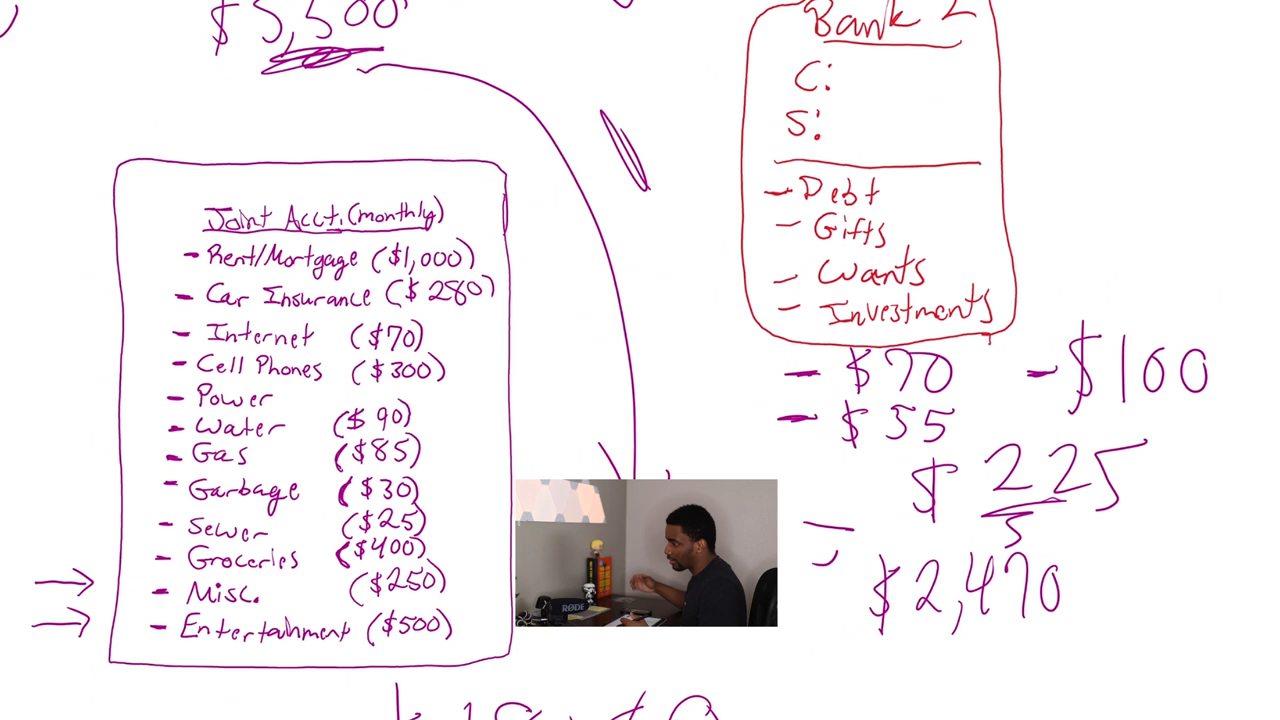 $5,500
Bank 2
C:
S:
- Debt
- Gifts
- Wants
- Investments
Joint Acct. (monthly)
- Rent/Mortgage ($1,000)
- Car Insurance ($280)
- Internet ($70)
- Cell Phones ($300)
- Power
- Water ($90)
- Gas ($85)
- Garbage ($30)
- Sewer ($25)
- Groceries ($400)
- Misc. ($250)
- Entertainment ($500)
- $70 - $100
- $55
$225
$2,470
RØDE